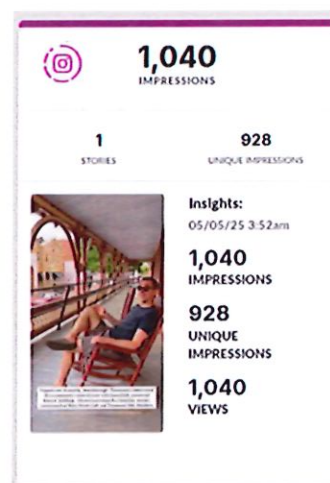 1,040
IMPRESSIONS
1
STORIES
928
UNIQUE IMPRESSIONS
Insights:
05/05/25 3:52am
1,040
IMPRESSIONS
928
UNIQUE
IMPRESSIONS
1,040
VIEWS